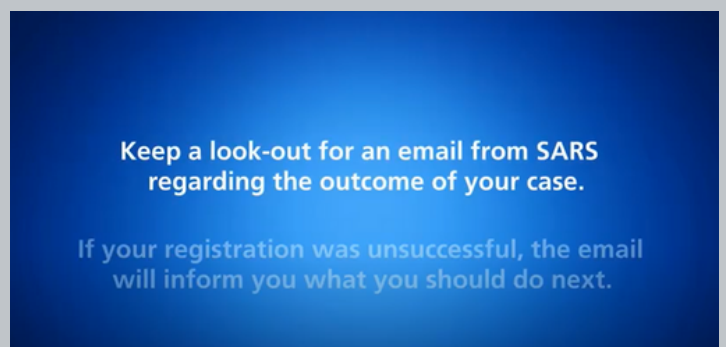 Keep a look-out for an email from SARS
regarding the outcome of your case.
If your registration was unsuccessful, the email
will inform you what you should do next.